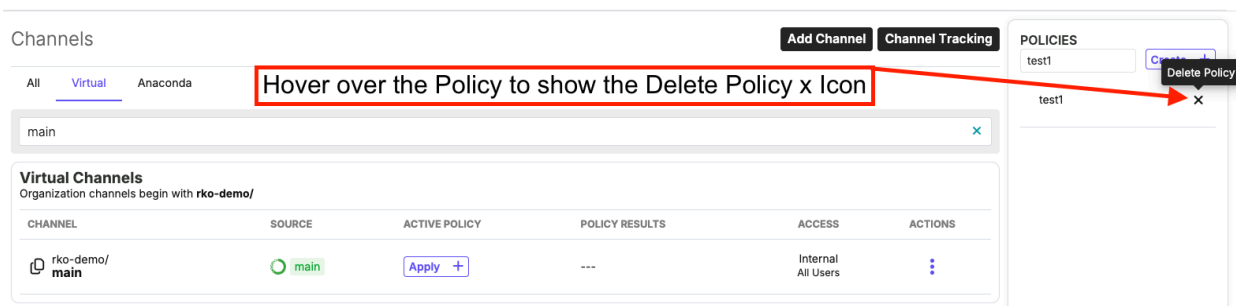 Channels
Add Channel
Channel Tracking
All
Virtual
Anaconda
Hover over the Policy to show the Delete Policy x Icon
main
Virtual Channels
Organization channels begin with rko-demo/
CHANNEL SOURCE ACTIVE POLICY POLICY RESULTS ACCESS ACTIONS
rko-demo/
main
main
Apply +
---
Internal
All Users
POLICIES
test1
Delete Policy
test1